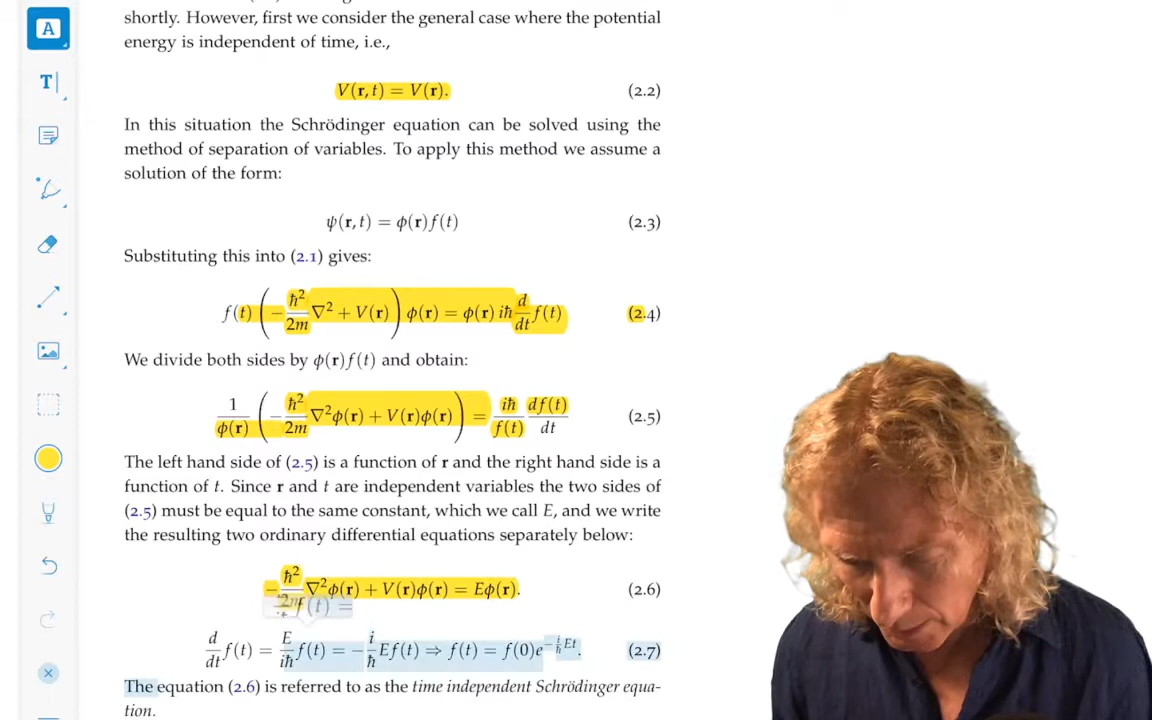 A
shortly. However, first we consider the general case where the potential
energy is independent of time, i.e.,
T
V(r, t) = V(r). (2.2)
In this situation the Schrödinger equation can be solved using the
method of separation of variables. To apply this method we assume a
solution of the form:
ψ(r, t) = ϕ(r)f(t) (2.3)
Substituting this into (2.1) gives:
f(t) (−ħ²/2m ∇² + V(r)) ϕ(r) = ϕ(r) iħ d/dt f(t) (2.4)
We divide both sides by ϕ(r)f(t) and obtain:
1/ϕ(r) (−ħ²/2m ∇²ϕ(r) + V(r)ϕ(r)) = iħ/f(t) df(t)/dt (2.5)
The left hand side of (2.5) is a function of r and the right hand side is a
function of t. Since r and t are independent variables the two sides of
(2.5) must be equal to the same constant, which we call E, and we write
the resulting two ordinary differential equations separately below:
−ħ²/2m ∇²ϕ(r) + V(r)ϕ(r) = Eϕ(r). (2.6)
d/dt f(t) = E/iħ f(t) = −i/ħ Ef(t) ⇒ f(t) = f(0)e^{−i/ħ Et}. (2.7)
The equation (2.6) is referred to as the time independent Schrödinger equa-
tion.